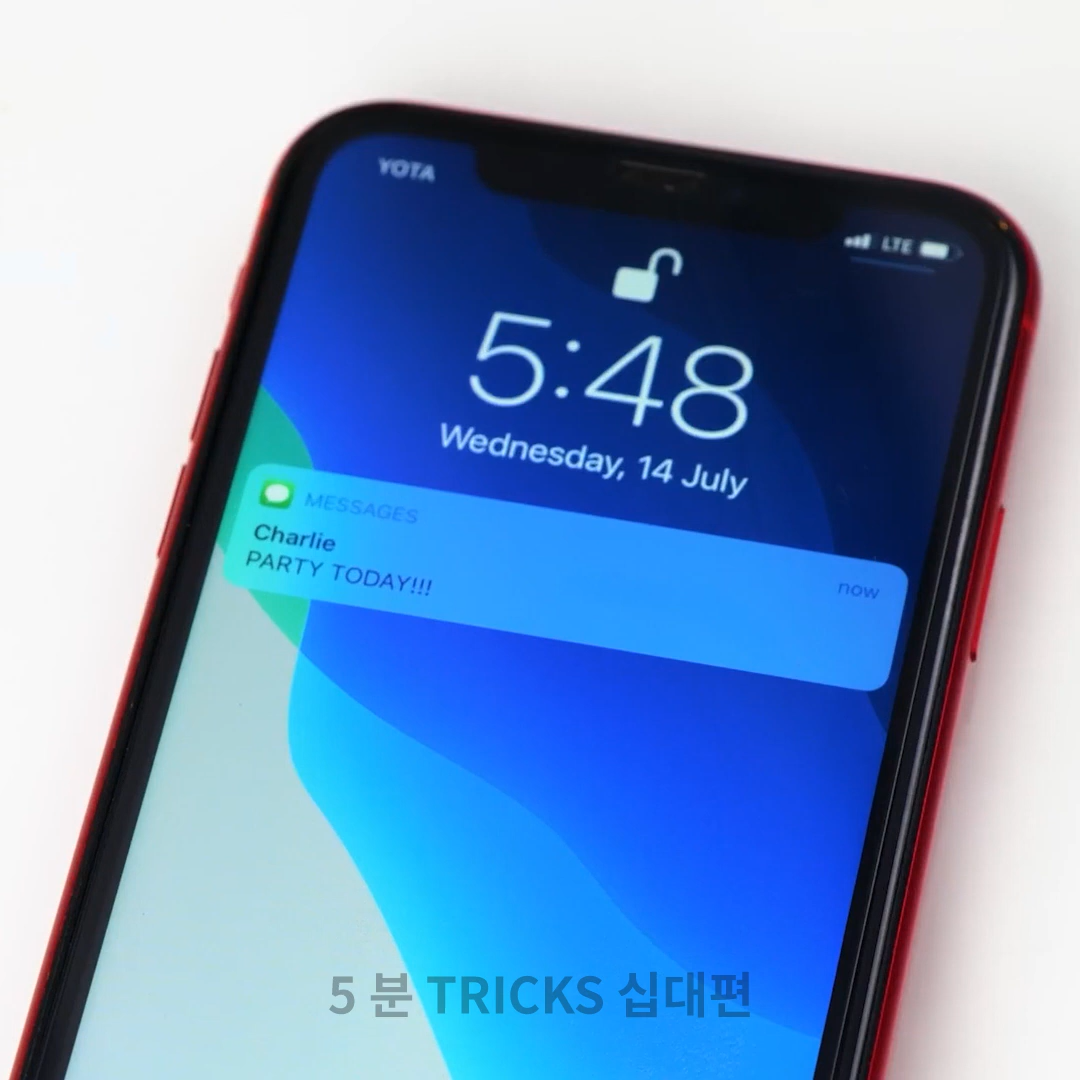 YOTA
LTE
5:48
Wednesday, 14 July
MESSAGES
now
Charlie
PARTY TODAY!!!
5 분 TRICKS 십대편